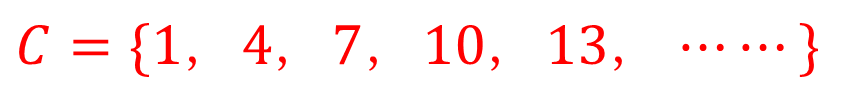 C = {1, 4, 7, 10, 13, ⋯⋯}